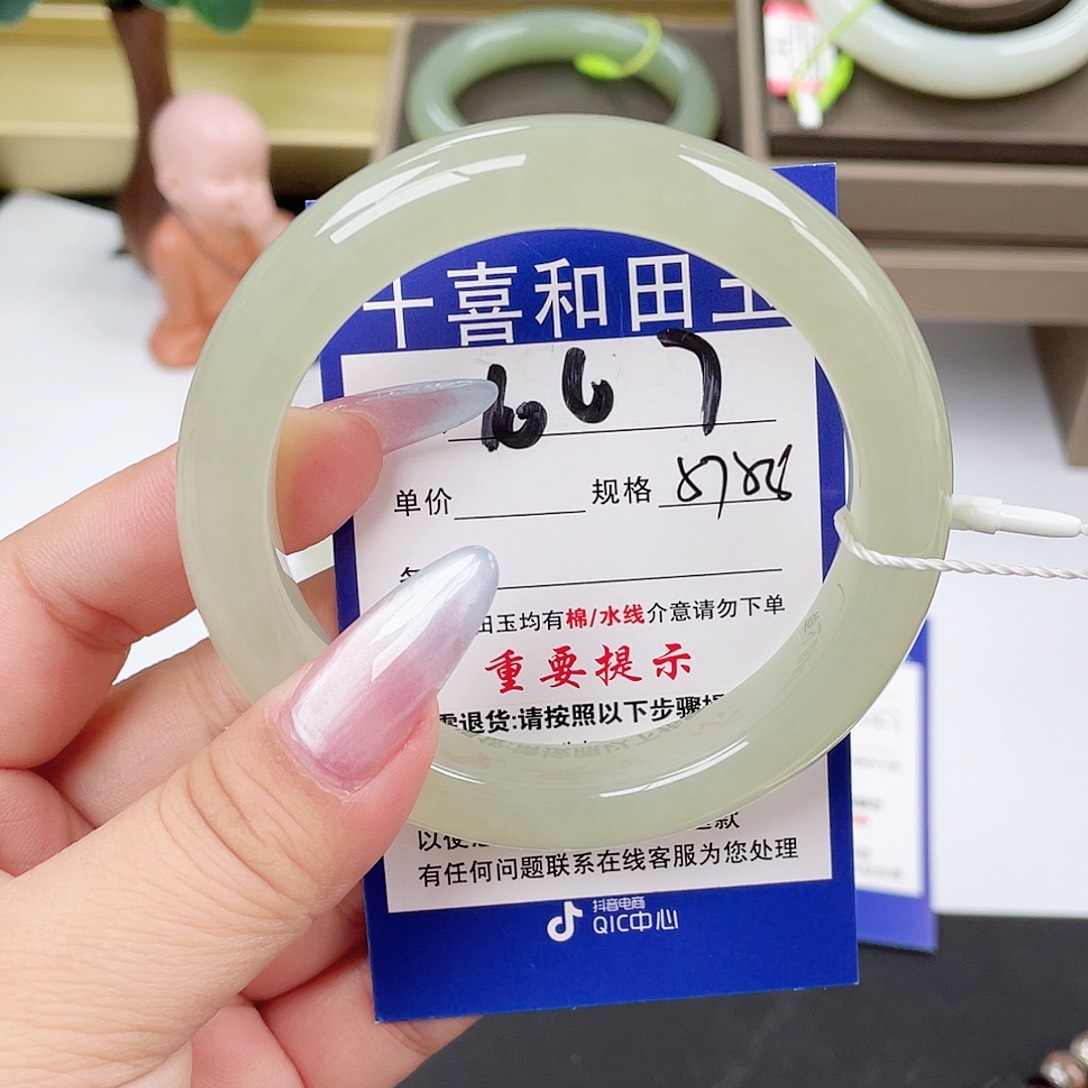 十喜和田玉
667
单价 规格
田玉均有棉/水线介意请勿下单
重要提示
退货:请按照以下步骤
款
有任何问题联系在线客服为您处理
抖音电商
QIC中心